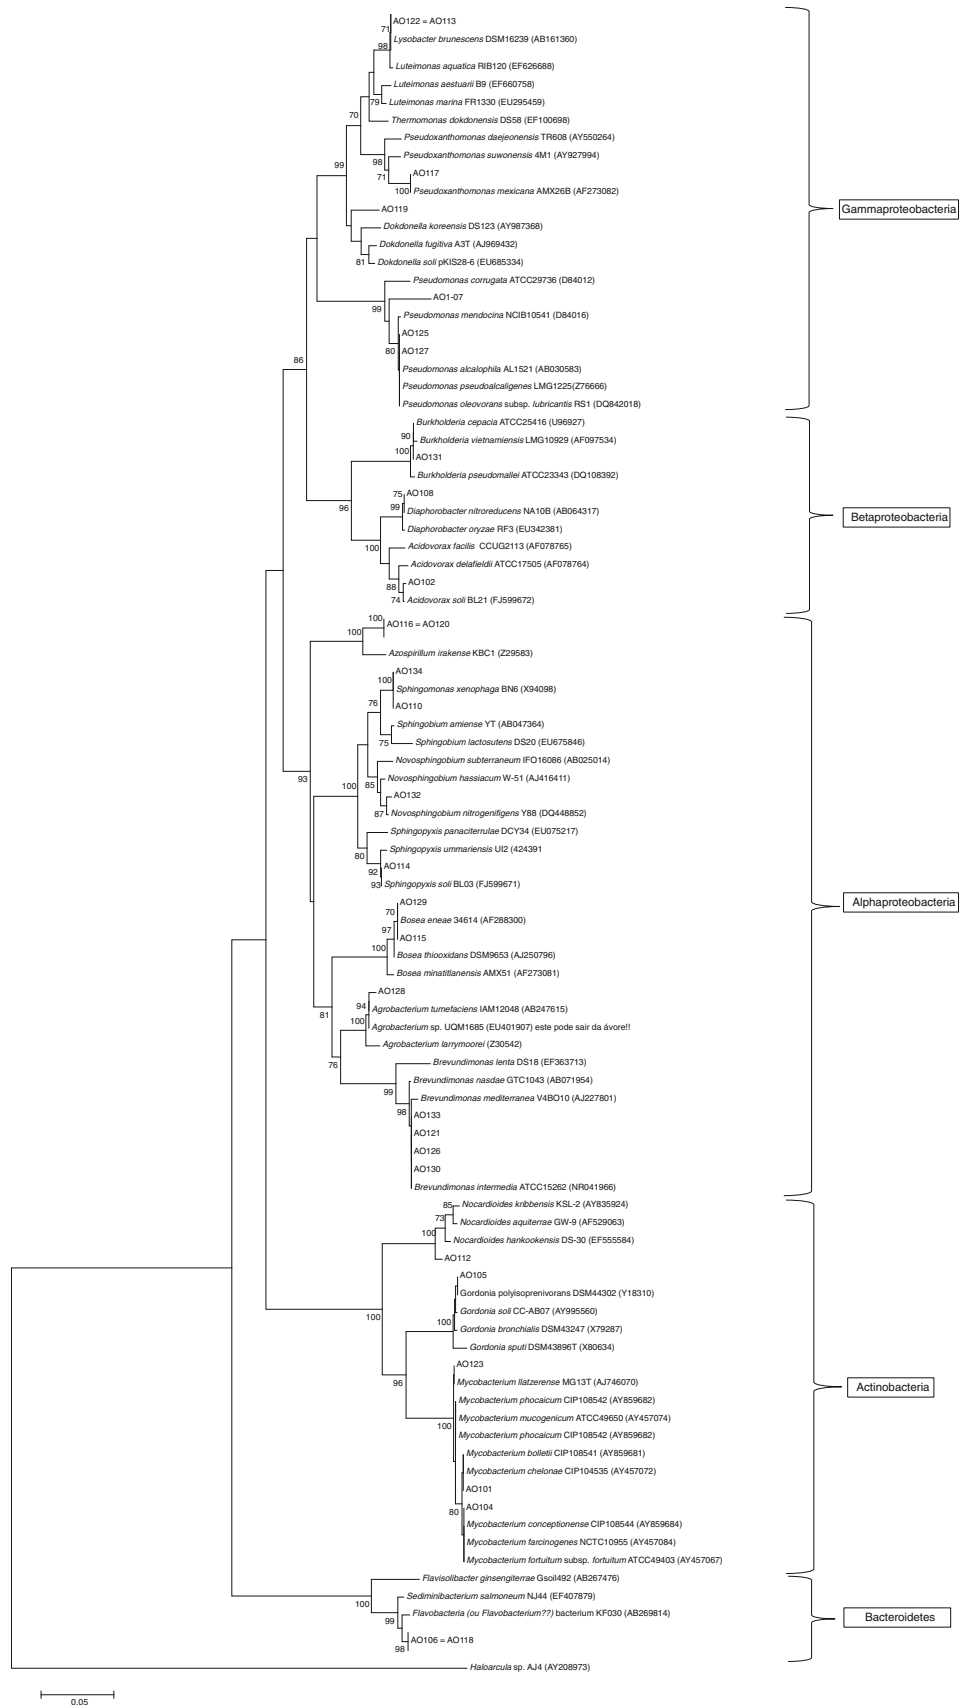 AO122 = AO113
71
Lysobacter brunescens DSM16239 (AB161360)
98
Luteimonas aquatica RIB120 (EF626688)
Luteimonas aestuarii B9 (EF660758)
79
Luteimonas marina FR1330 (EU295459)
70
Thermomonas dokdonensis DS58 (EF100698)
Pseudoxanthomonas daejeonensis TR608 (AY550264)
98
Pseudoxanthomonas suwonensis 4M1 (AY927994)
99
71
AO117
100
Pseudoxanthomonas mexicana AMX26B (AF273082)
Gammaproteobacteria
AO119
Dokdonella koreensis DS123 (AY987368)
Dokdonella fugitiva A3T (AJ969432)
81
Dokdonella soli pKIS28-6 (EU685334)
Pseudomonas corrugata ATCC29736 (D84012)
AO1-07
99
Pseudomonas mendocina NCIB10541 (D84016)
AO125
80
AO127
86
Pseudomonas alcalophila AL1521 (AB030583)
Pseudomonas pseudoalcaligenes LMG1225(Z76666)
Pseudomonas oleovorans subsp. lubricantis RS1 (DQ842018)
Burkholderia cepacia ATCC25416 (U96927)
90
Burkholderia vietnamiensis LMG10929 (AF097534)
100
AO131
Burkholderia pseudomallei ATCC23343 (DQ108392)
96
75
AO108
99
Diaphorobacter nitroreducens NA10B (AB064317)
Betaproteobacteria
Diaphorobacter oryzae RF3 (EU342381)
100
Acidovorax facilis CCUG2113 (AF078765)
Acidovorax delafieldii ATCC17505 (AF078764)
88
AO102
74
Acidovorax soli BL21 (FJ599672)
100
AO116 = AO120
100
Azospirillum irakense KBC1 (Z29583)
AO134
100
Sphingomonas xenophaga BN6 (X94098)
76
AO110
Sphingobium amiense YT (AB047364)
75
Sphingobium lactosutens DS20 (EU675846)
Novosphingobium subterraneum IFO16086 (AB025014)
93
100
85
Novosphingobium hassiacum W-51 (AJ416411)
AO132
87
Novosphingobium nitrogenifigens Y88 (DQ448852)
Sphingopyxis panaciterrulae DCY34 (EU075217)
80
Sphingopyxis ummariensis UI2 (424391
92
AO114
93
Sphingopyxis soli BL03 (FJ599671)
AO129
Alphaproteobacteria
70
Bosea eneae 34614 (AF288300)
97
AO115
100
Bosea thiooxidans DSM9653 (AJ250796)
Bosea minatitlanensis AMX51 (AF273081)
AO128
81
94
Agrobacterium tumefaciens IAM12048 (AB247615)
100
Agrobacterium sp. UQM1685 (EU401907) este pode sair da ávore!!
Agrobacterium larrymoorei (Z30542)
76
Brevundimonas lenta DS18 (EF363713)
Brevundimonas nasdae GTC1043 (AB071954)
99
Brevundimonas mediterranea V4BO10 (AJ227801)
98
AO133
AO121
AO126
AO130
Brevundimonas intermedia ATCC15262 (NR041966)
85
Nocardioides kribbensis KSL-2 (AY835924)
73
Nocardioides aquiterrae GW-9 (AF529063)
100
Nocardioides hankookensis DS-30 (EF555584)
AO112
AO105
Gordonia polyisoprenivorans DSM44302 (Y18310)
100
Gordonia soli CC-AB07 (AY995560)
100
Gordonia bronchialis DSM43247 (X79287)
Gordonia sputi DSM43896T (X80634)
AO123
96
Mycobacterium llatzerense MG13T (AJ746070)
Actinobacteria
Mycobacterium phocaicum CIP108542 (AY859682)
100
Mycobacterium mucogenicum ATCC49650 (AY457074)
Mycobacterium phocaicum CIP108542 (AY859682)
Mycobacterium bolletii CIP108541 (AY859681)
Mycobacterium chelonae CIP104535 (AY457072)
AO101
80
AO104
Mycobacterium conceptionense CIP108544 (AY859684)
Mycobacterium farcinogenes NCTC10955 (AY457084)
Mycobacterium fortuitum subsp. fortuitum ATCC49403 (AY457067)
Flavisolibacter ginsengiterrae Gsoil492 (AB267476)
100
Sediminibacterium salmoneum NJ44 (EF407879)
99
Flavobacteria (ou Flavobacterium??) bacterium KF030 (AB269814)
Bacteroidetes
98
AO106 = AO118
Haloarcula sp. AJ4 (AY208973)
0.05